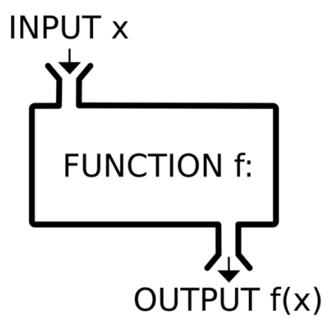 INPUT x
FUNCTION f:
OUTPUT f(x)